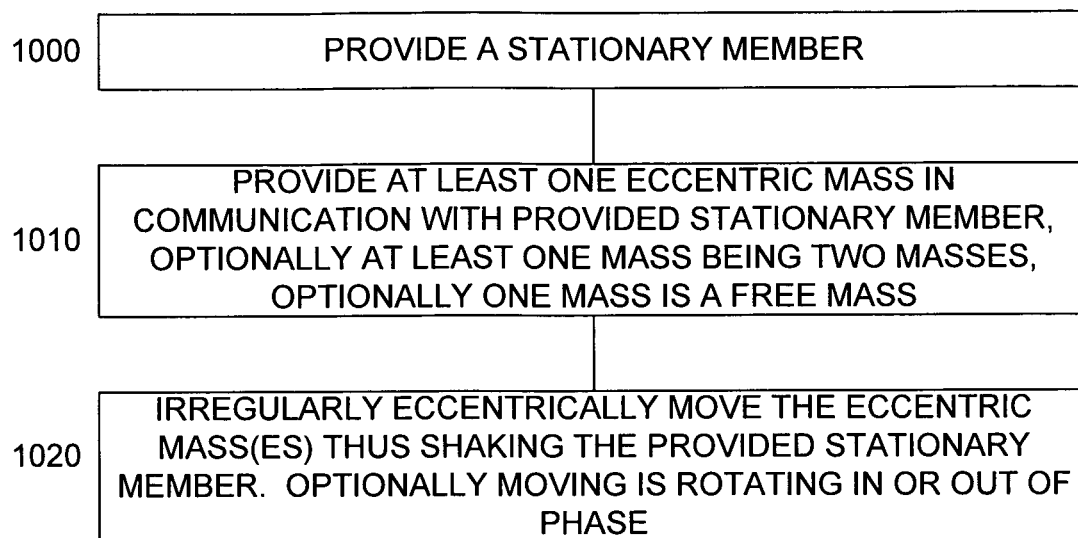 1000
PROVIDE A STATIONARY MEMBER
1010
PROVIDE AT LEAST ONE ECCENTRIC MASS IN
COMMUNICATION WITH PROVIDED STATIONARY MEMBER,
OPTIONALLY AT LEAST ONE MASS BEING TWO MASSES,
OPTIONALLY ONE MASS IS A FREE MASS
1020
IRREGULARLY ECCENTRICALLY MOVE THE ECCENTRIC
MASS(ES) THUS SHAKING THE PROVIDED STATIONARY
MEMBER. OPTIONALLY MOVING IS ROTATING IN OR OUT OF
PHASE